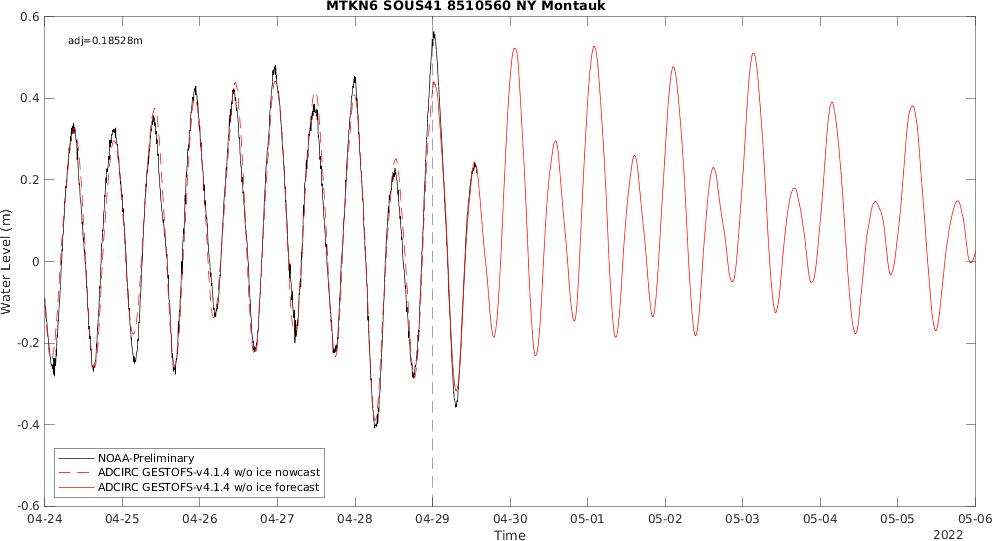 MTKN6 SOUS41 8510560 NY Montauk
adj=0.18528m
0.6
0.4
0.2
0
-0.2
-0.4
-0.6
Water Level (m)
NOAA-Preliminary
ADCIRC GESTOFS-v4.1.4 w/o ice nowcast
ADCIRC GESTOFS-v4.1.4 w/o ice forecast
04-24 04-25 04-26 04-27 04-28 04-29 04-30 05-01 05-02 05-03 05-04 05-05 05-06
Time
2022